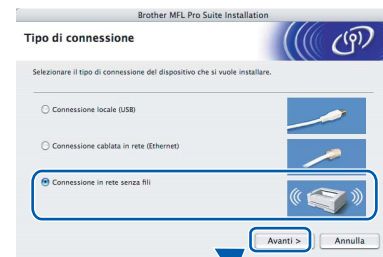 Brother MFL Pro Suite Installation
Tipo di connessione
Selezionare il tipo di connessione del dispositivo che si vuole installare.
Connessione locale (USB)
Connessione cablata in rete (Ethernet)
Connessione in rete senza fili
Avanti >
Annulla